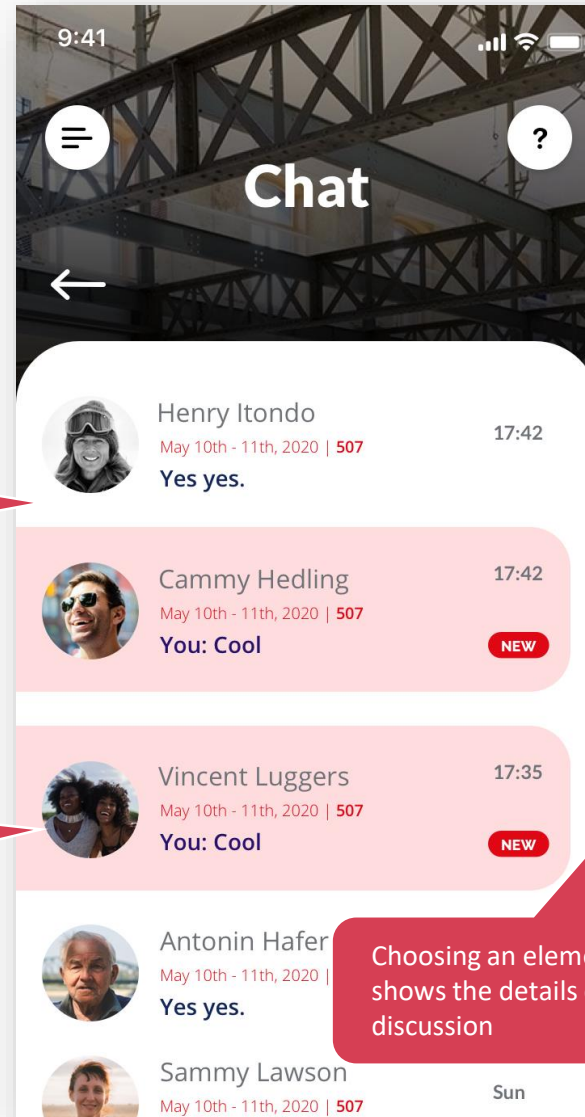 9:41
?
Chat
Henry Itondo
17:42
May 10th - 11th, 2020 | 507
Yes yes.
Cammy Hedling
17:42
May 10th - 11th, 2020 | 507
You: Cool
NEW
Vincent Luggers
17:35
May 10th - 11th, 2020 | 507
You: Cool
NEW
Antonin Hafer
May 10th - 11th, 2020 |
Yes yes.
Choosing an
shows the details
discussion
Sammy Lawson
Sun
May 10th - 11th, 2020 | 507